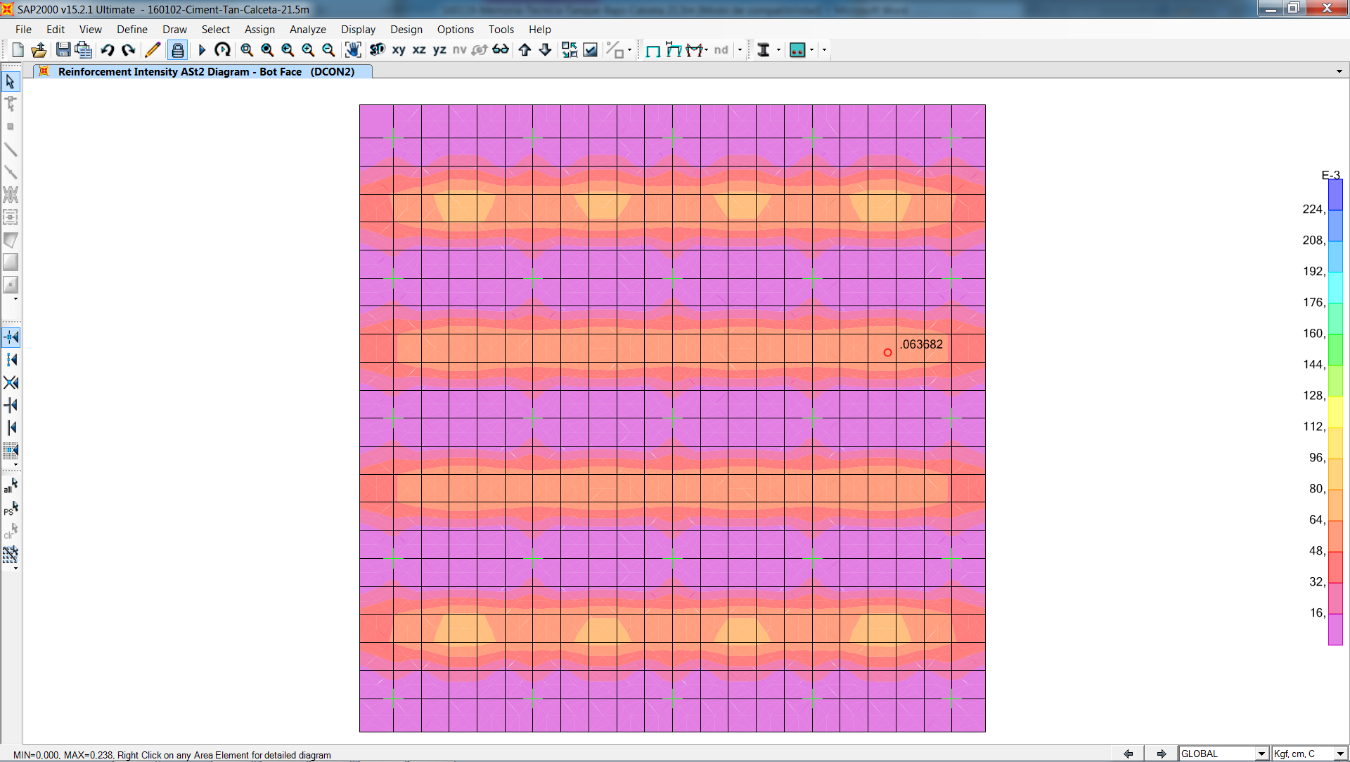 SAP2000 v15.2.1 Ultimate - 160102-Ciment-Tan-Calceta-21.5m
File Edit View Define Draw Select Assign Analyze Display Design Options Tools Help
3D xy xz yz nv nd
Reinforcement Intensity ASt2 Diagram - Bot Face (DCON2)
E-3
224,
208,
192,
176,
160,
.063682
144,
128,
112,
96,
80,
64,
48,
32,
16,
all
PS
clr
MIN=0.000, MAX=0.238, Right Click on any Area Element for detailed diagram
GLOBAL
Kgf, cm, C